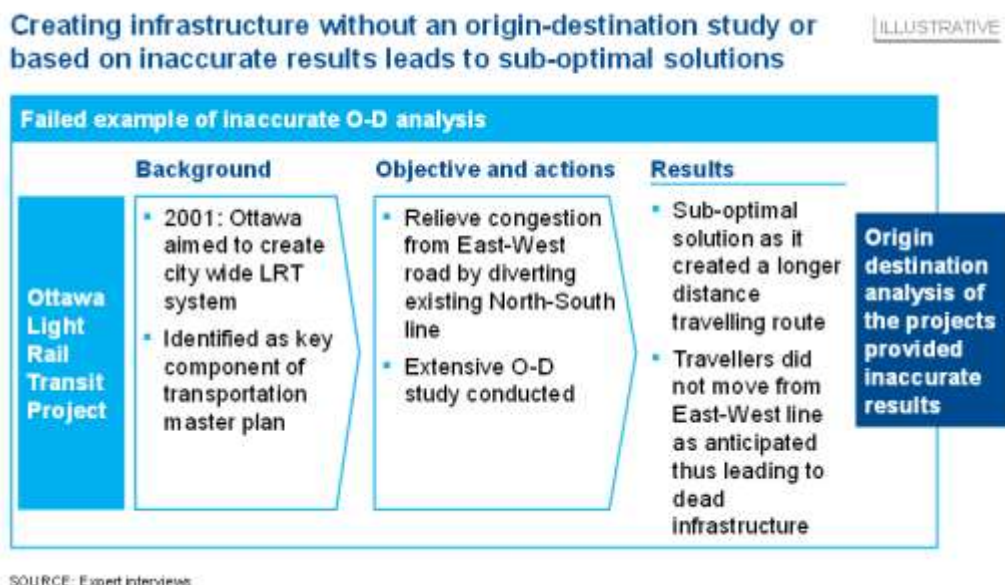 Creating infrastructure without an origin-destination study or
based on inaccurate results leads to sub-optimal solutions
ILLUSTRATIVE
Failed example of inaccurate O-D analysis
Background
Objective and actions
Results
Ottawa
Light
Rail
Transit
Project
▪ 2001: Ottawa
aimed to create
city wide LRT
system
▪ Identified as key
component of
transportation
master plan
▪ Relieve congestion
from East-West
road by diverting
existing North-South
line
▪ Extensive O-D
study conducted
▪ Sub-optimal
solution as it
created a longer
distance
travelling route
▪ Travellers did
not move from
East-West line
as anticipated
thus leading to
dead
infrastructure
Origin
destination
analysis of
the projects
provided
inaccurate
results
SOURCE: Expert interviews